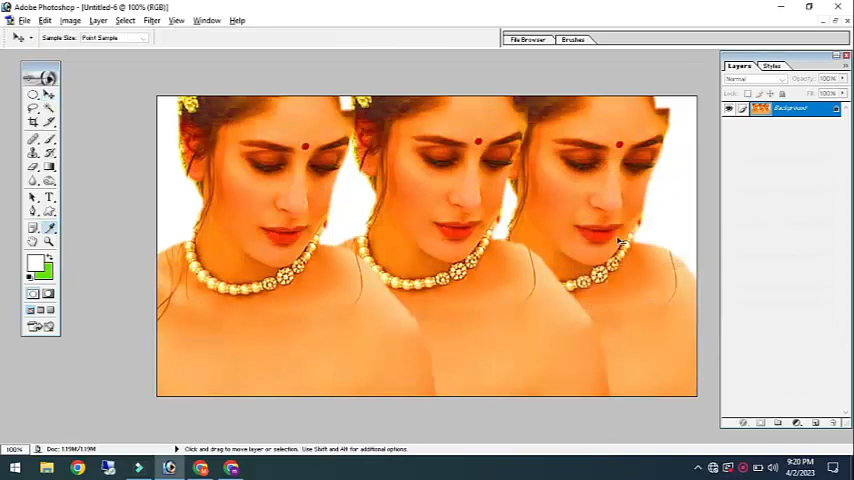 Adobe Photoshop - [Untitled-6 @ 100% (RGB)]
File Edit Image Layer Select Filter View Window Help
Sample Size: Point Sample
File Browser Brushes
Layers Styles
Normal Opacity: 100%
Lock: Fill: 100%
Background
100% Doc: 1.19M/1.19M Click and drag to move layer or selection. Use Shift and Alt for additional options.
9:20 PM
4/2/2023